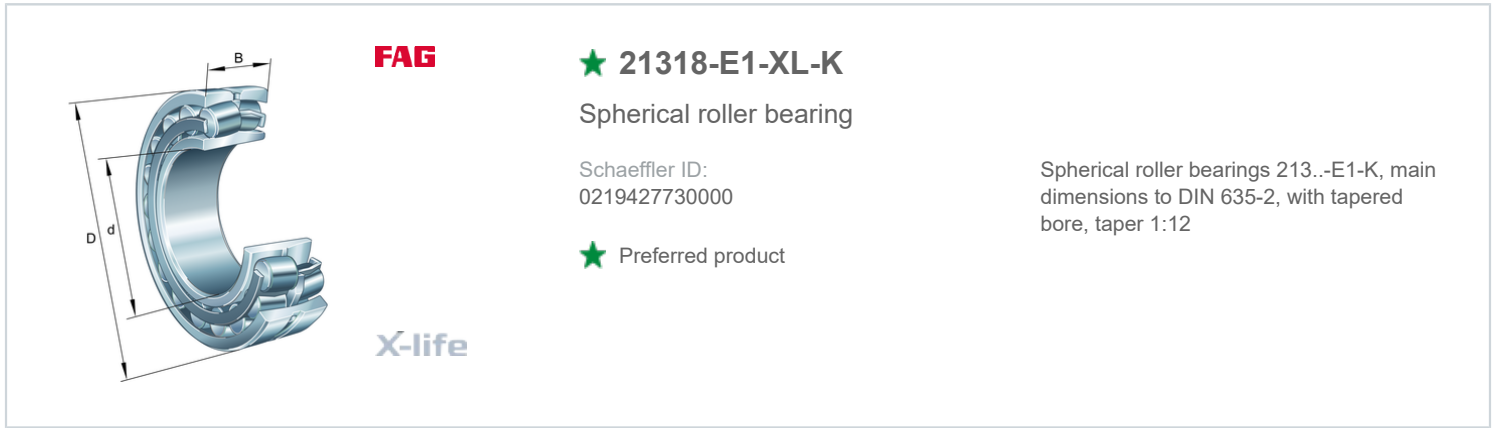 B
D
d
FAG
X-life
21318-E1-XL-K
Spherical roller bearing
Schaeffler ID:
0219427730000
Preferred product
Spherical roller bearings 213..-E1-K, main
dimensions to DIN 635-2, with tapered
bore, taper 1:12